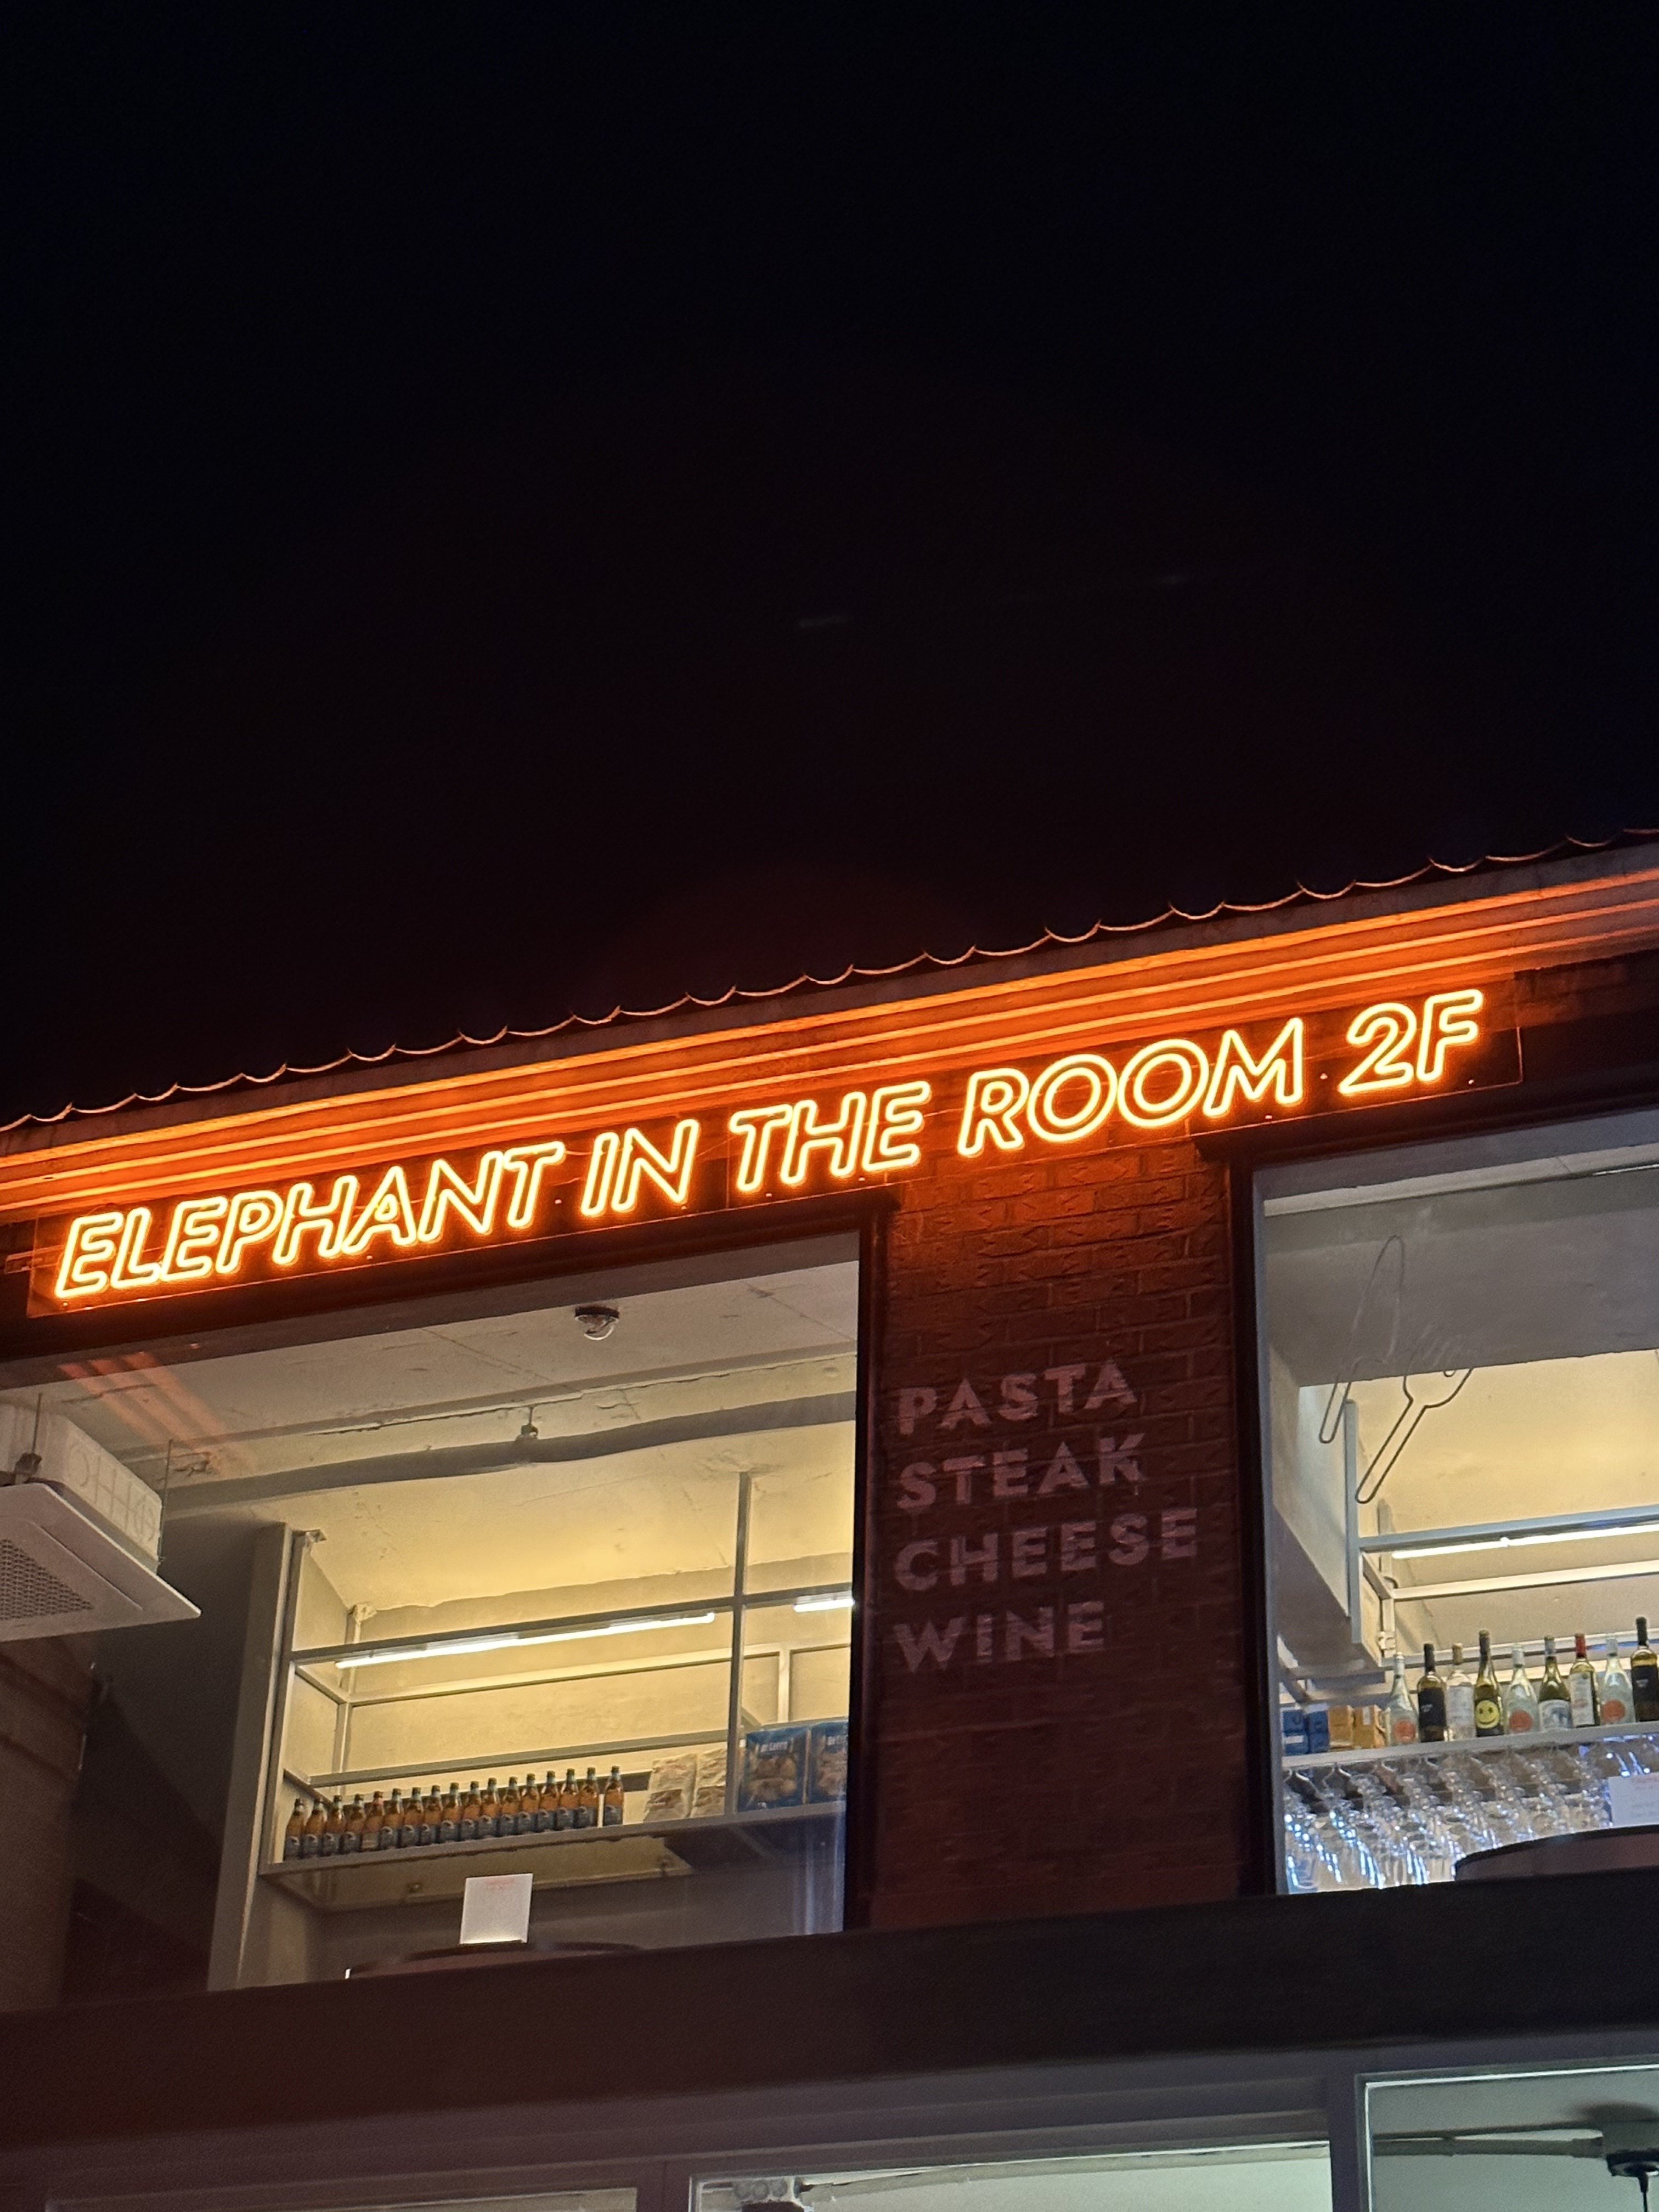 ELEPHANT IN THE ROOM 2F
PASTA
STEAK
CHEESE
WINE